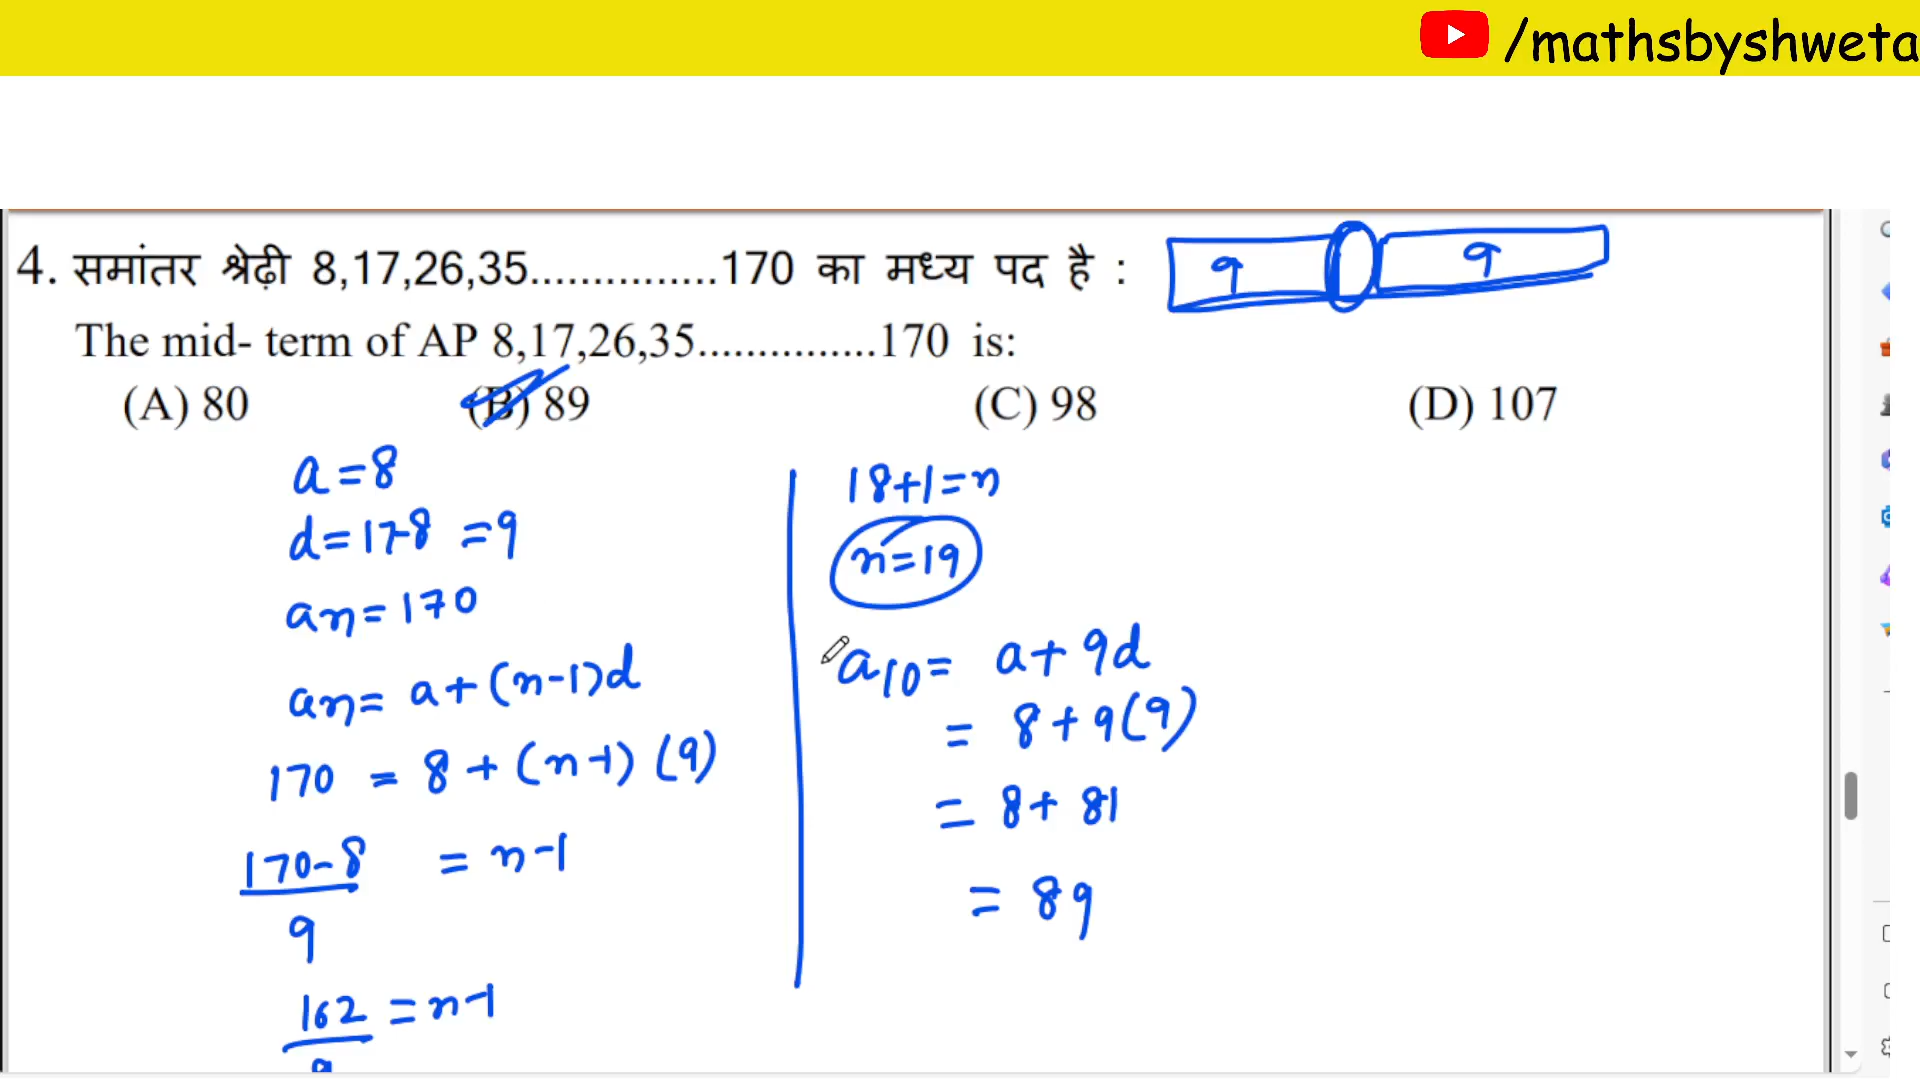 /mathsbyshweta
4. समांतर श्रेढ़ी 8,17,26,35...............170 का मध्य पद है :
9 9
The mid- term of AP 8,17,26,35...............170 is:
(A) 80 (B) 89 (C) 98 (D) 107
a = 8
d = 17-8 = 9
an = 170
an = a + (n-1)d
170 = 8 + (n-1) (9)
170-8 = n-1
9
162 = n-1
9
18+1 = n
n = 19
a10 = a + 9d
= 8 + 9(9)
= 8 + 81
= 89